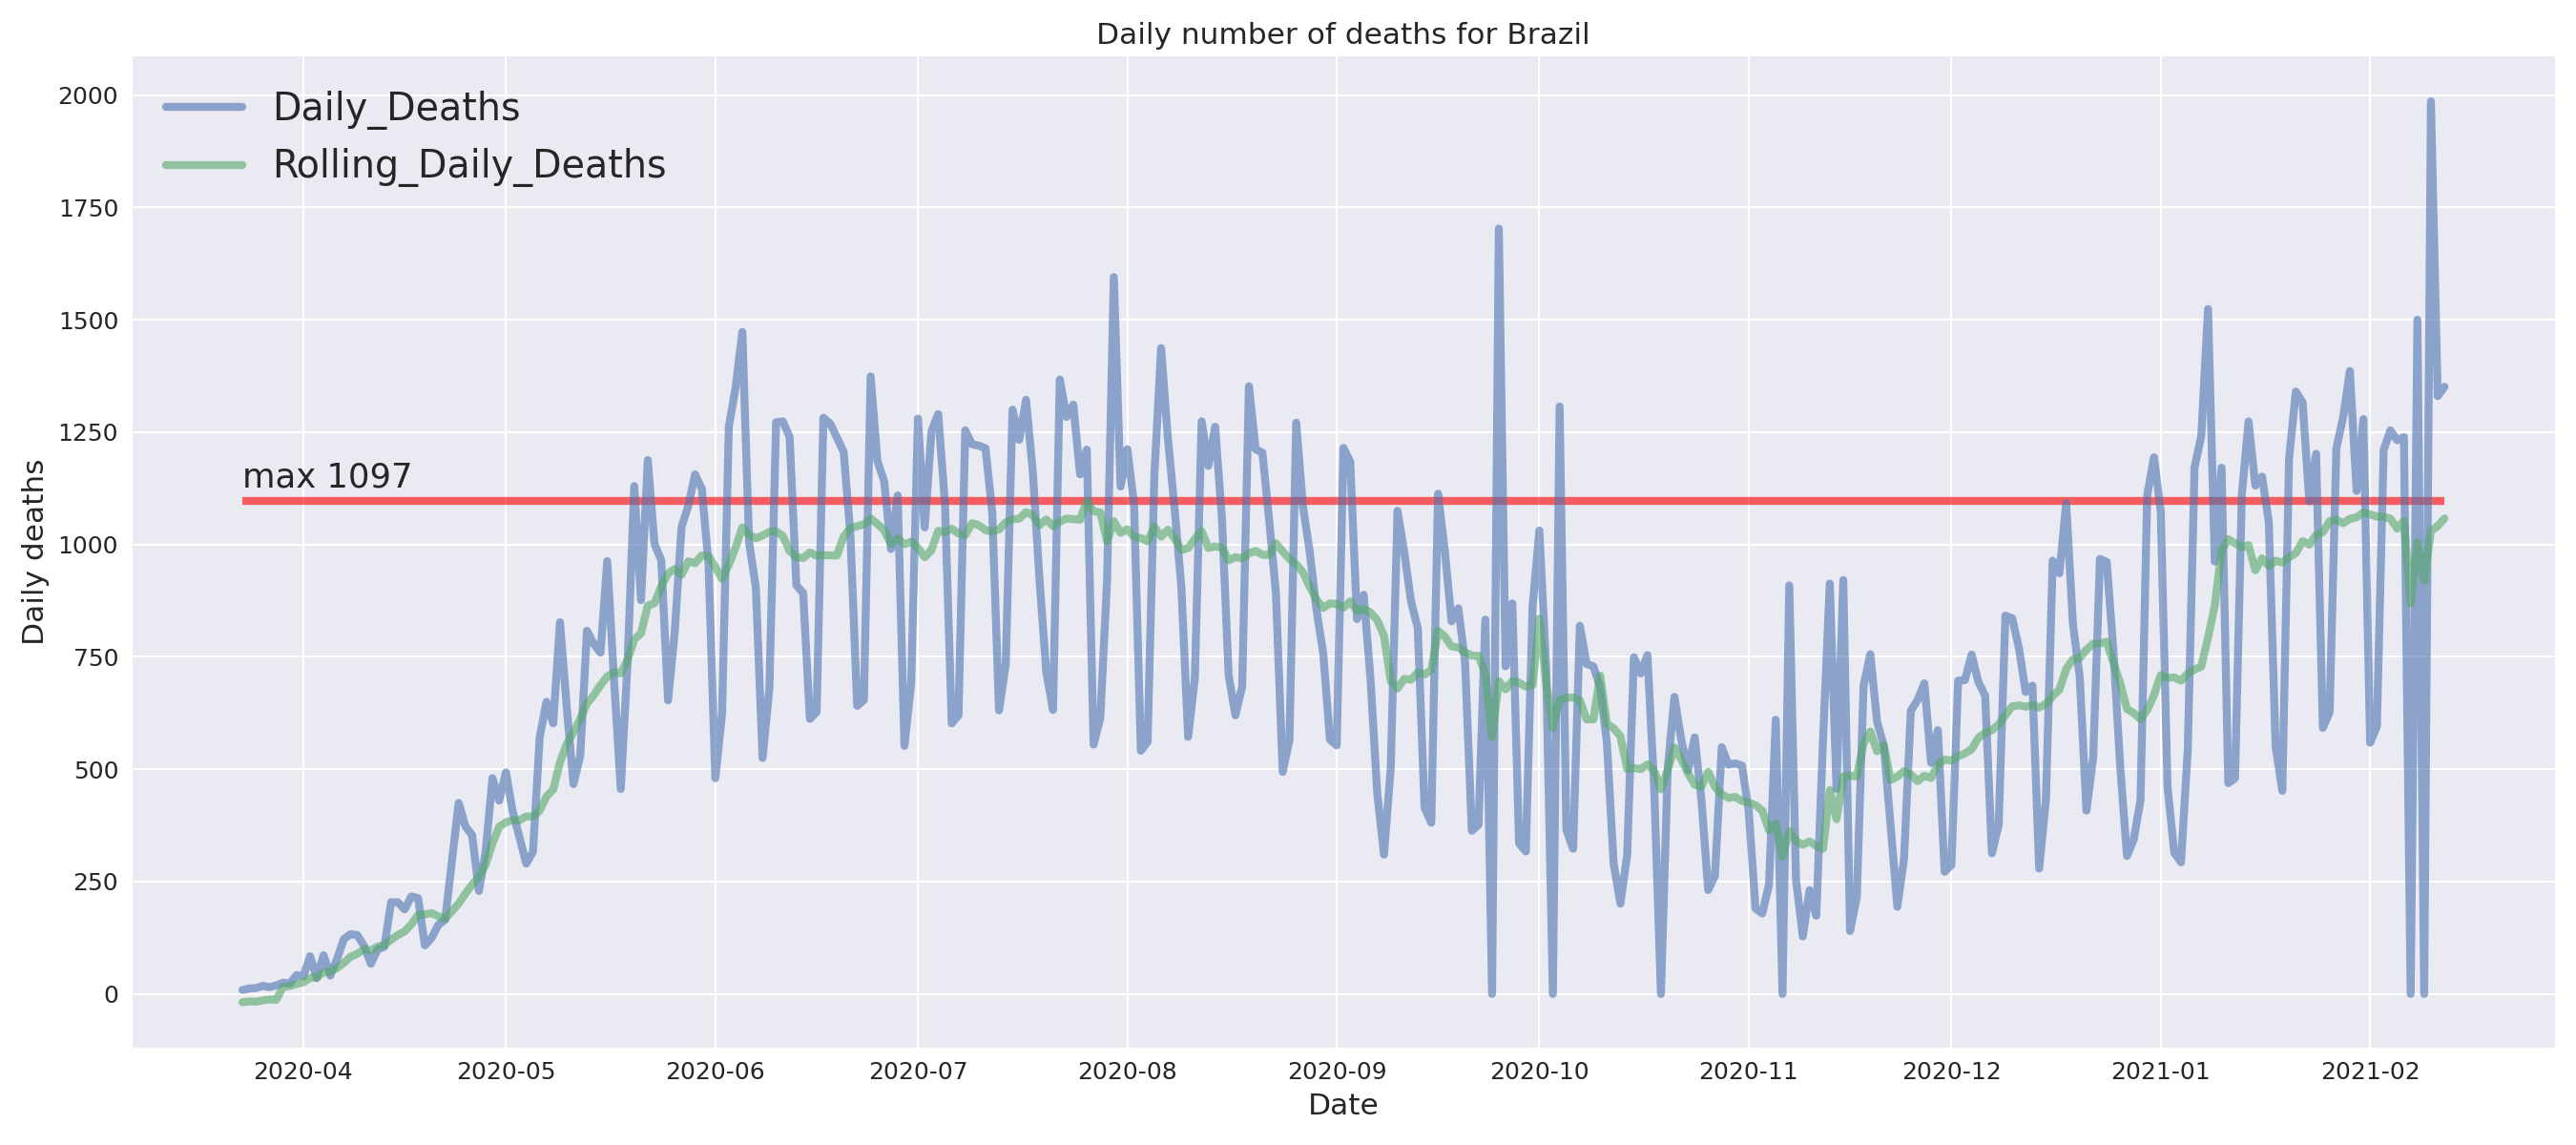 Daily number of deaths for Brazil
Daily_Deaths
Rolling_Daily_Deaths
max 1097
Daily deaths
2000
1750
1500
1250
1000
750
500
250
0
2020-04 2020-05 2020-06 2020-07 2020-08 2020-09 2020-10 2020-11 2020-12 2021-01 2021-02
Date